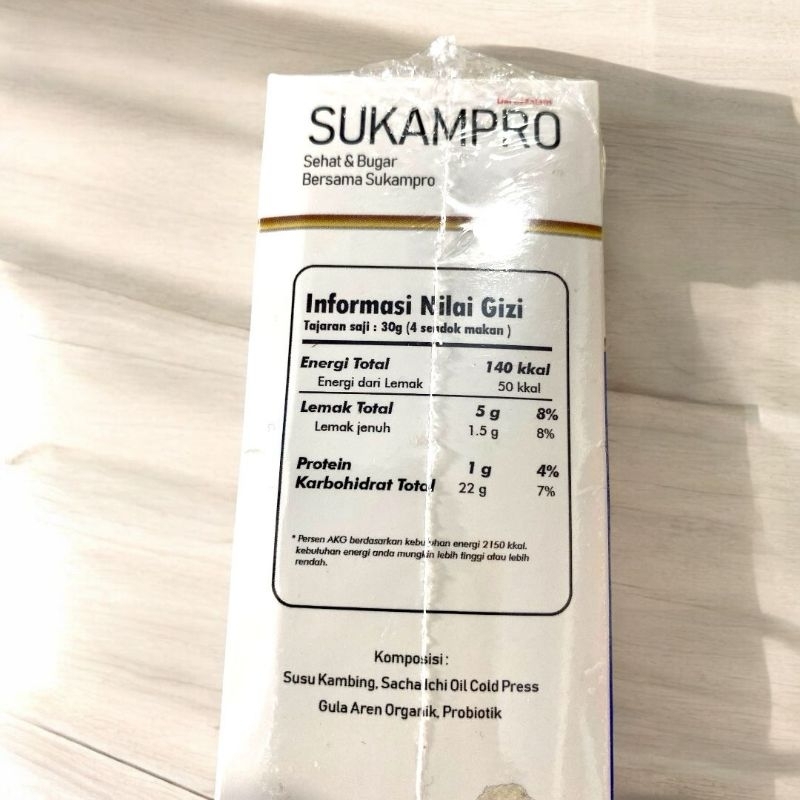 SUKAMPRO
Sehat & Bugar
Bersama Sukampro
Informasi Nilai Gizi
Tajaran saji : 30g (4 sendok makan )
Energi Total 140 kkal
Energi dari Lemak 50 kkal
Lemak Total 5 g 8%
Lemak jenuh 1.5 g 8%
Protein 1 g 4%
Karbohidrat Total 22 g 7%
* Persen AKG berdasarkan kebutuhan energi 2150 kkal.
kebutuhan energi anda mungkin lebih tinggi atau lebih
rendah.
Komposisi :
Susu Kambing, Sacha Ichi Oil Cold Press
Gula Aren Organik, Probiotik